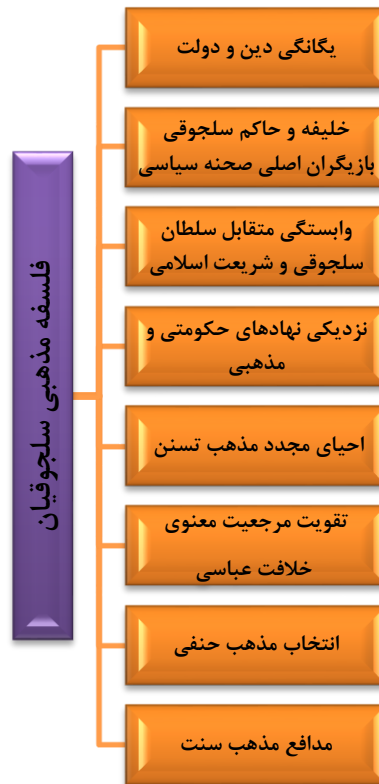 فلسفه مذهبی سلجوقیان
یگانگی دین و دولت
خلیفه و حاکم سلجوقی
بازیگران اصلی صحنه سیاسی
وابستگی متقابل سلطان
سلجوقی و شریعت اسلامی
نزدیکی نهادهای حکومتی و
مذهبی
احیای مجدد مذهب تسنن
تقویت مرجعیت معنوی
خلافت عباسی
انتخاب مذهب حنفی
مدافع مذهب سنت